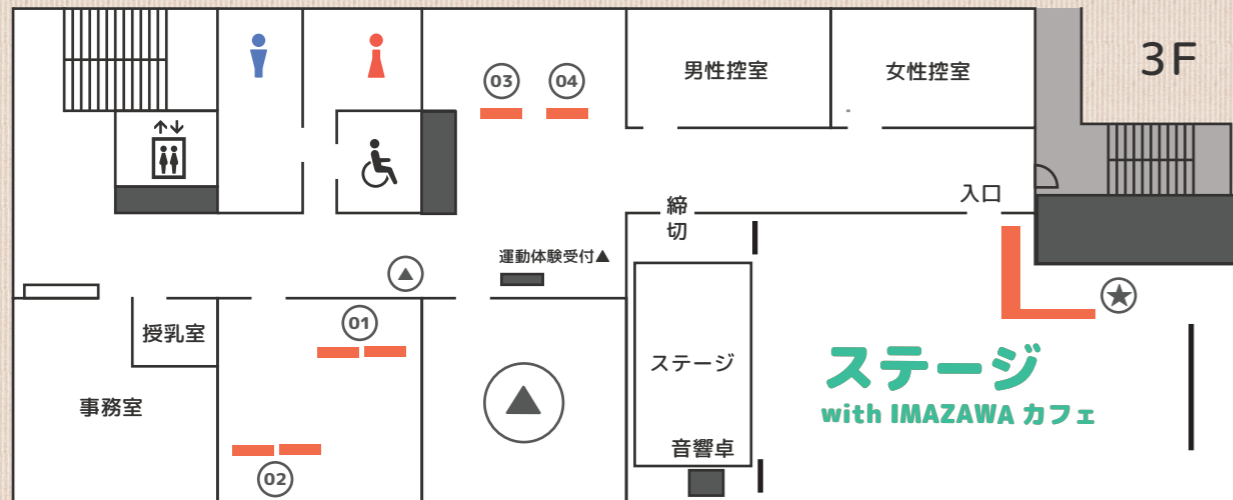 3F
03
04
男性控室
女性控室
締
切
入口
運動体験受付▲
▲
★
01
授乳室
ステージ
ステージ
with IMAZAWA カフェ
▲
事務室
音響卓
02